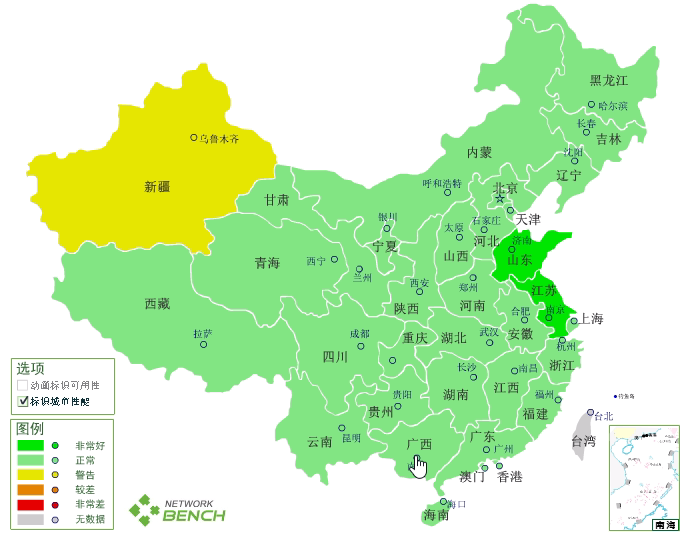 黑龙江
哈尔滨
长春
吉林
沈阳
辽宁
内蒙
呼和浩特
北京
天津
乌鲁木齐
新疆
甘肃
银川
宁夏
太原
石家庄
河北
山西
济南
山东
青海
西宁
兰州
西安
陕西
郑州
河南
江苏
南京
上海
合肥
安徽
杭州
浙江
西藏
拉萨
成都
四川
重庆
湖北
武汉
长沙
湖南
南昌
江西
福州
福建
贵阳
贵州
云南
昆明
广西
广东
广州
澳门
香港
海口
海南
钓鱼岛
台北
台湾
南海
选项
动画标识可用性
标识城市性能
图例
非常好
正常
警告
较差
非常差
无数据
NETWORK
BENCH